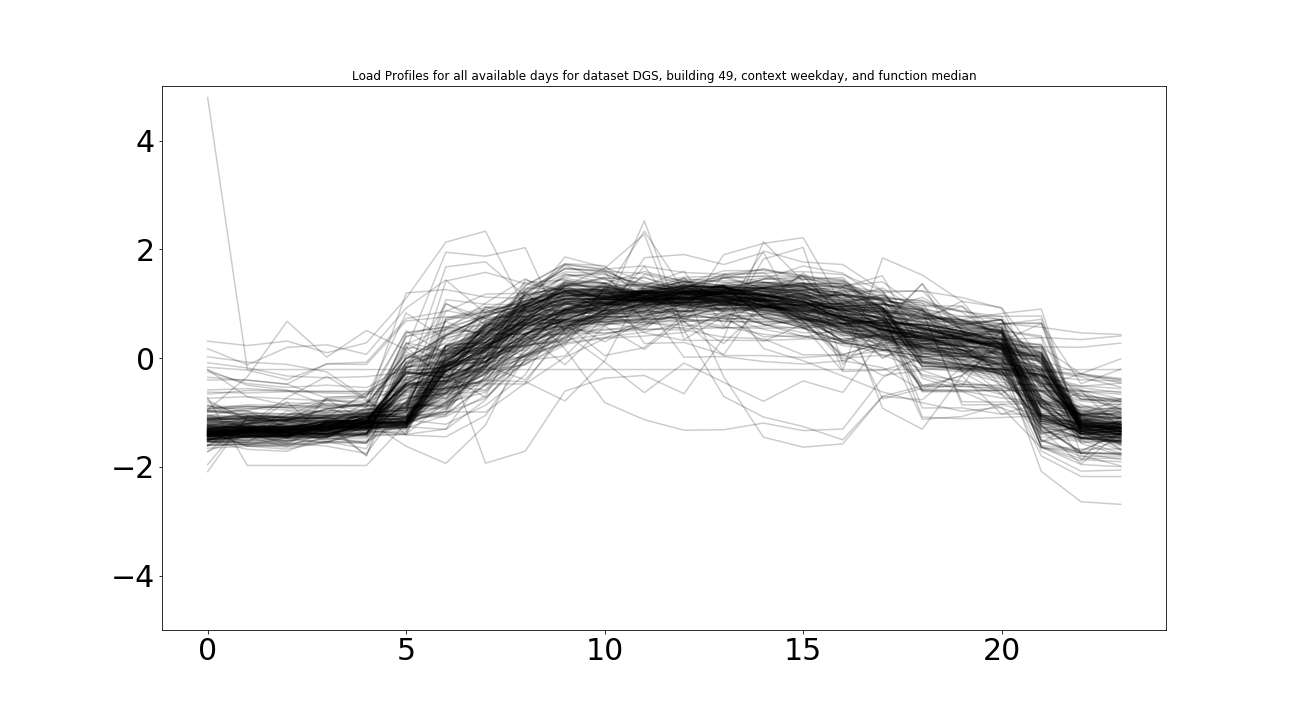 Load Profiles for all available days for dataset DGS, building 49, context weekday, and function median
4
2
0
−2
−4
0 5 10 15 20